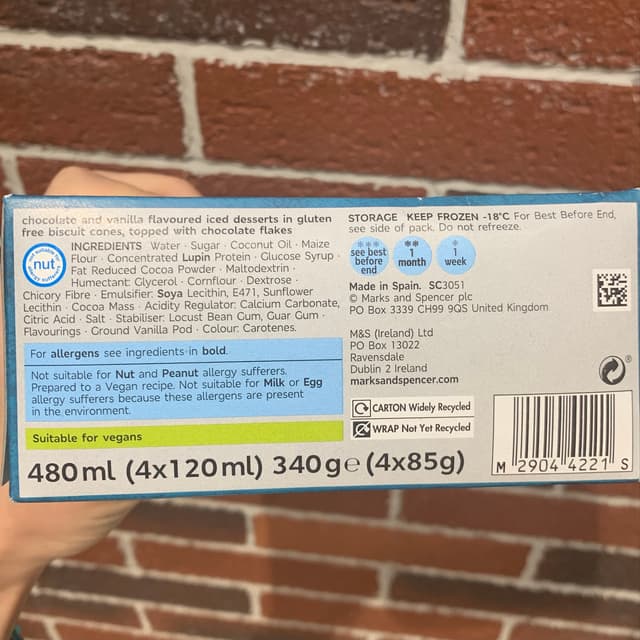 chocolate and vanilla flavoured iced desserts in gluten
free biscuit cones, topped with chocolate flakes
not suitable for
nut
allergy sufferers
INGREDIENTS Water · Sugar · Coconut Oil · Maize
Flour · Concentrated Lupin Protein · Glucose Syrup ·
Fat Reduced Cocoa Powder · Maltodextrin ·
Humectant: Glycerol · Cornflour · Dextrose ·
Chicory Fibre · Emulsifier: Soya Lecithin, E471, Sunflower
Lecithin · Cocoa Mass · Acidity Regulator: Calcium Carbonate,
Citric Acid · Salt · Stabiliser: Locust Bean Gum, Guar Gum ·
Flavourings · Ground Vanilla Pod · Colour: Carotenes.
For allergens see ingredients in bold.
Not suitable for Nut and Peanut allergy sufferers.
Prepared to a Vegan recipe. Not suitable for Milk or Egg
allergy sufferers because these allergens are present
in the environment.
Suitable for vegans
480ml (4x120ml) 340g℮ (4x85g)
STORAGE KEEP FROZEN -18°C For Best Before End,
see side of pack. Do not refreeze.
***
see best
before
end
**
1
month
*
1
week
Made in Spain. SC3051
© Marks and Spencer plc
PO Box 3339 CH99 9QS United Kingdom
M&S (Ireland) Ltd
PO Box 13022
Ravensdale
Dublin 2 Ireland
marksandspencer.com
CARTON Widely Recycled
WRAP Not Yet Recycled
®
M 2904 4221 S